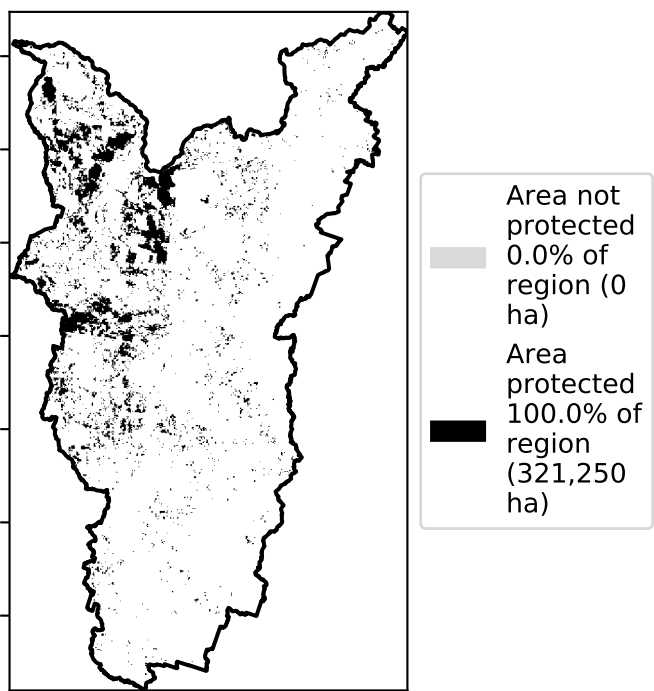 Area not
protected
0.0% of
region (0
ha)
Area
protected
100.0% of
region
(321,250
ha)